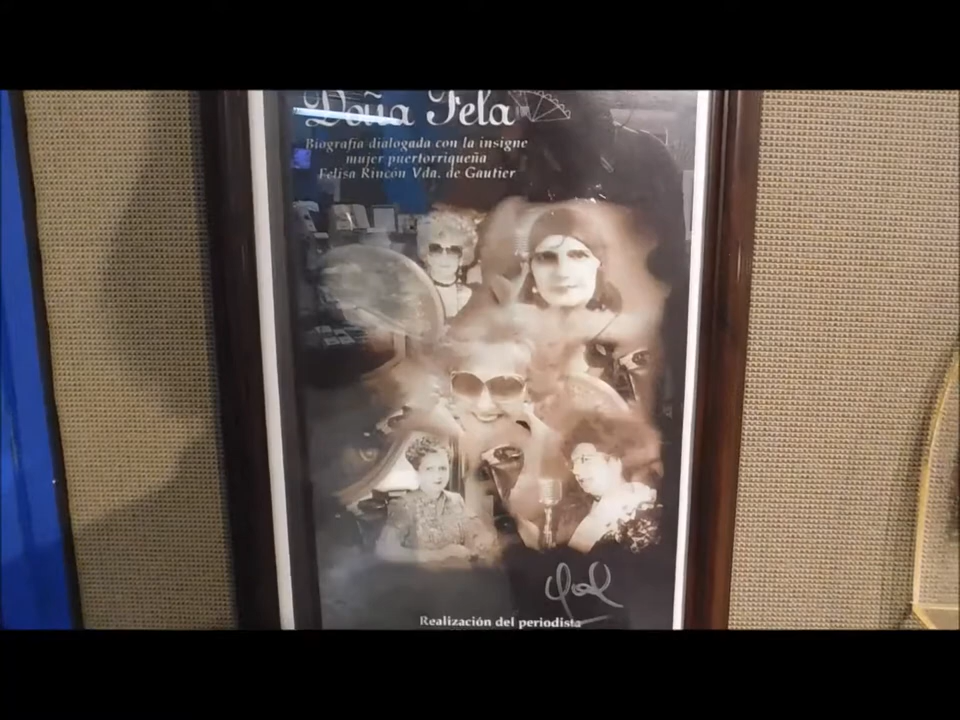 Doña Fela
Biografía dialogada con la insigne
mujer puertorriqueña
Felisa Rincón Vda. de Gautier
Realización del periodista